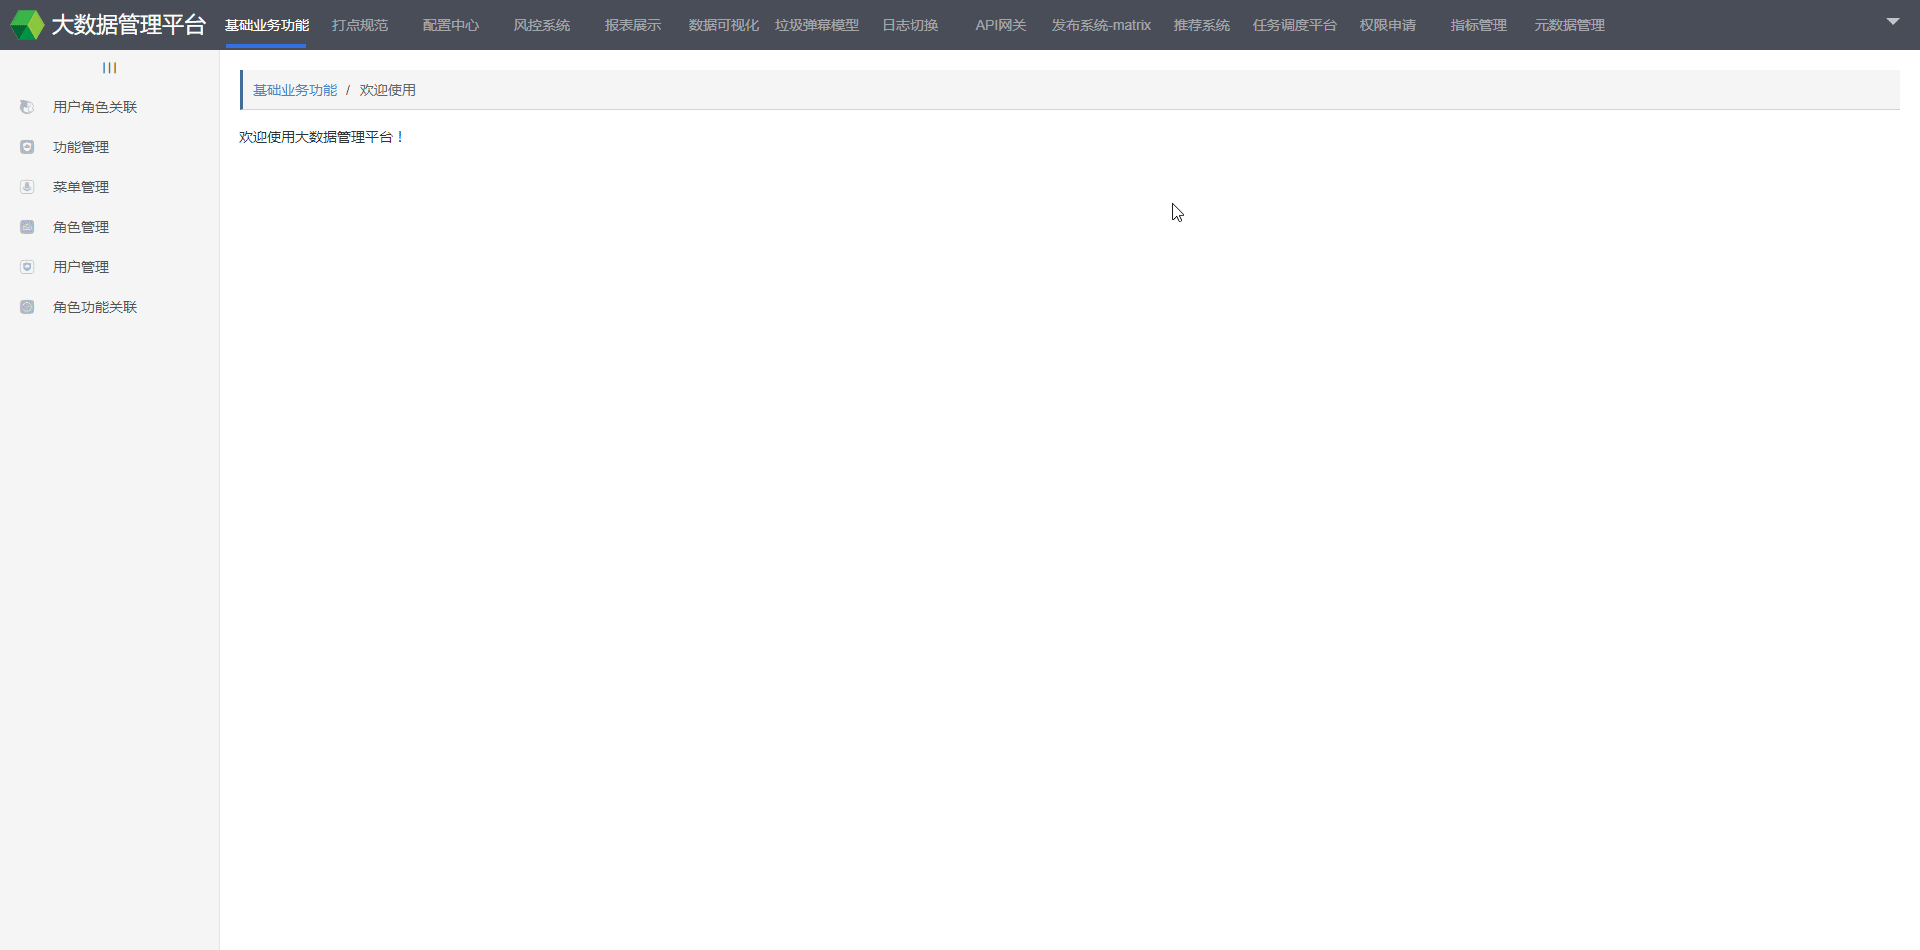 大数据管理平台 基础业务功能 打点规范 配置中心 风控系统 报表展示 数据可视化 垃圾弹幕模型 日志切换 API网关 发布系统-matrix 推荐系统 任务调度平台 权限申请 指标管理 元数据管理
基础业务功能 / 欢迎使用
欢迎使用大数据管理平台！
用户角色关联
功能管理
菜单管理
角色管理
用户管理
角色功能关联